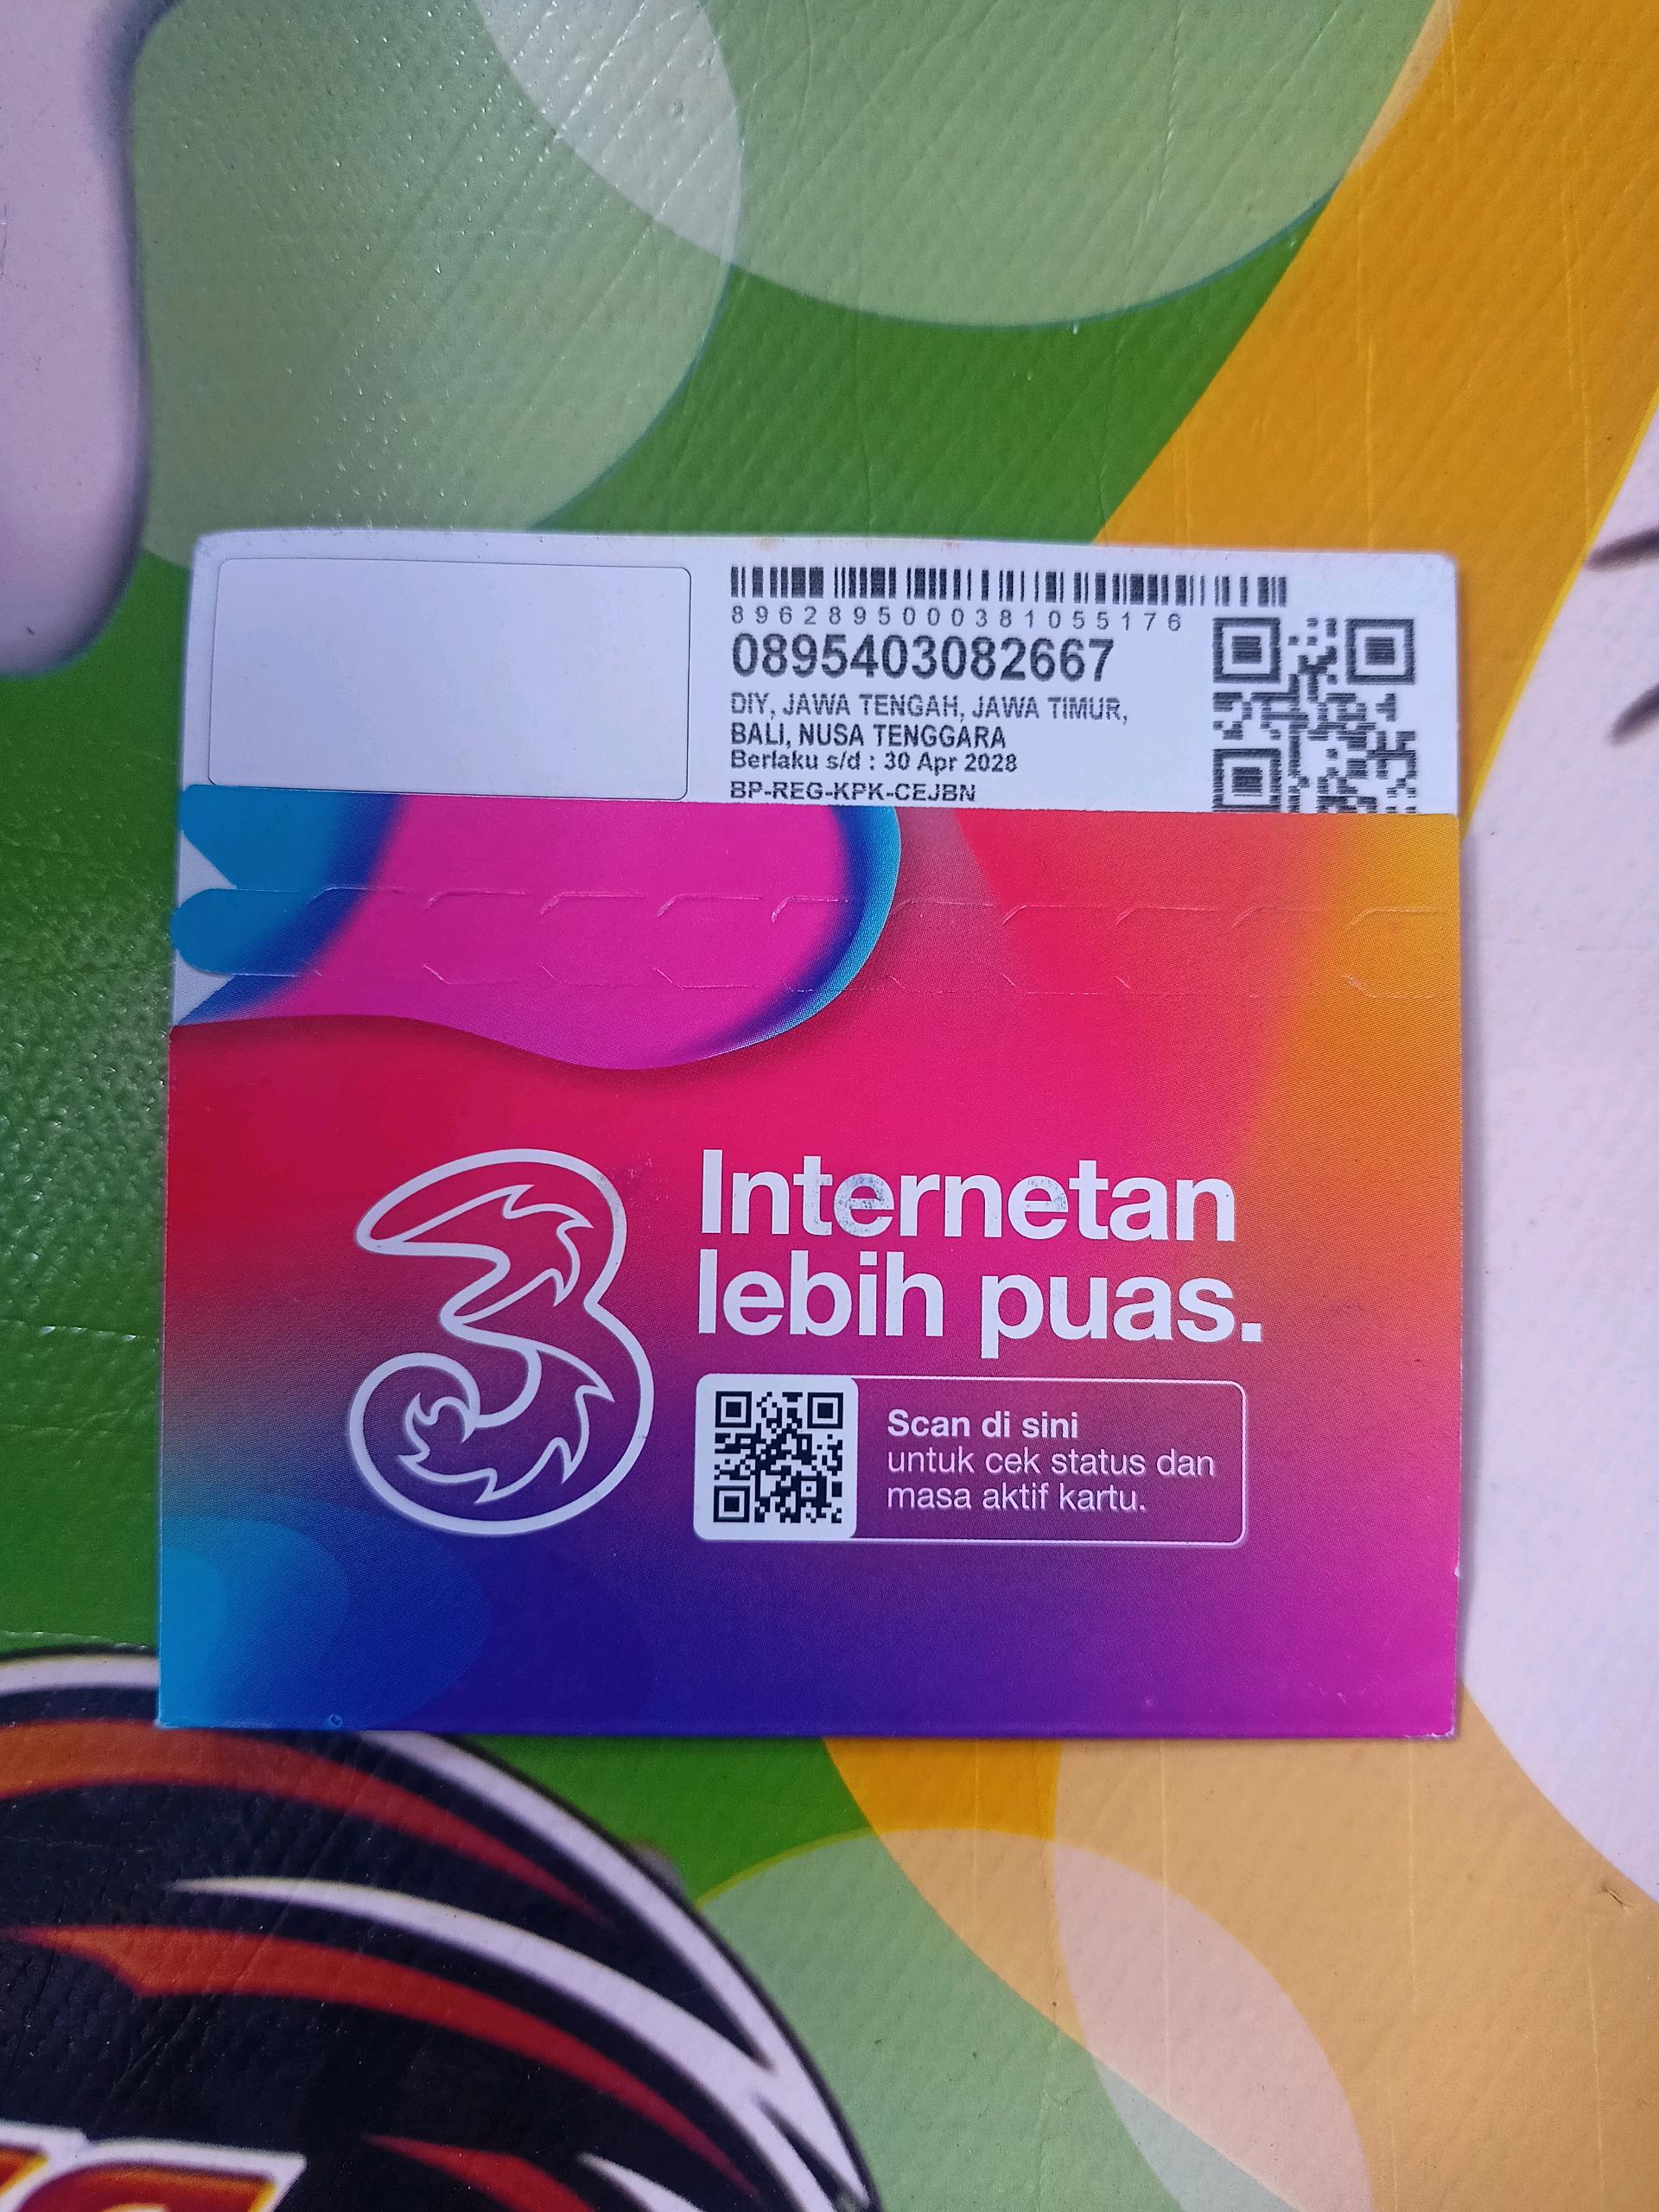 8962895000381055176
0895403082667
DIY, JAWA TENGAH, JAWA TIMUR,
BALI, NUSA TENGGARA
Berlaku s/d : 30 Apr 2028
BP-REG-KPK-CEJBN
3
Internetan
lebih puas.
Scan di sini
untuk cek status dan
masa aktif kartu.